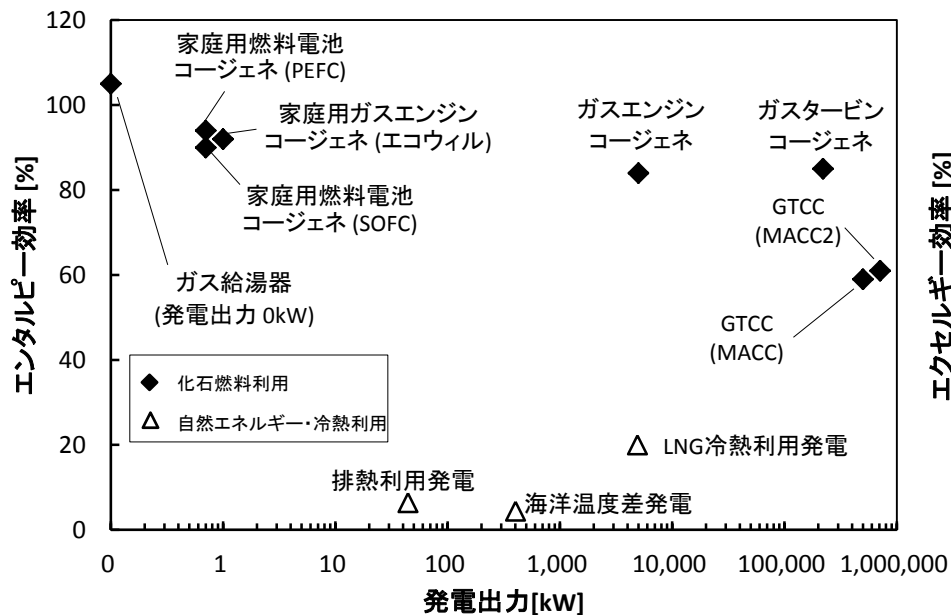 120
100
80
60
40
20
0
エンタルピー効率 [%]
家庭用燃料電池
コージェネ (PEFC)
家庭用ガスエンジン
コージェネ (エコウィル)
家庭用燃料電池
コージェネ (SOFC)
ガス給湯器
(発電出力 0kW)
ガスエンジン
コージェネ
ガスタービン
コージェネ
GTCC
(MACC2)
GTCC
(MACC)
化石燃料利用
自然エネルギー・冷熱利用
LNG冷熱利用発電
排熱利用発電
海洋温度差発電
0 1 10 100 1,000 10,000 100,000 1,000,000
発電出力[kW]
エクセルギー効率 [%]